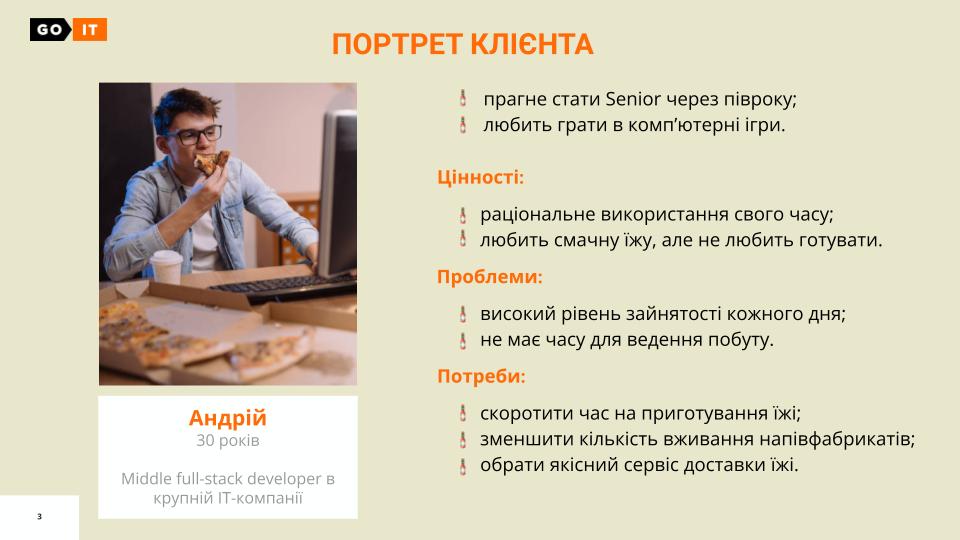 GO IT
ПОРТРЕТ КЛІЄНТА
прагне стати Senior через півроку;
любить грати в комп’ютерні ігри.
Цінності:
раціональне використання свого часу;
любить смачну їжу, але не любить готувати.
Проблеми:
високий рівень зайнятості кожного дня;
не має часу для ведення побуту.
Потреби:
скоротити час на приготування їжі;
зменшити кількість вживання напівфабрикатів;
обрати якісний сервіс доставки їжі.
Андрій
30 років
Middle full-stack developer в
крупній ІТ-компанії
3